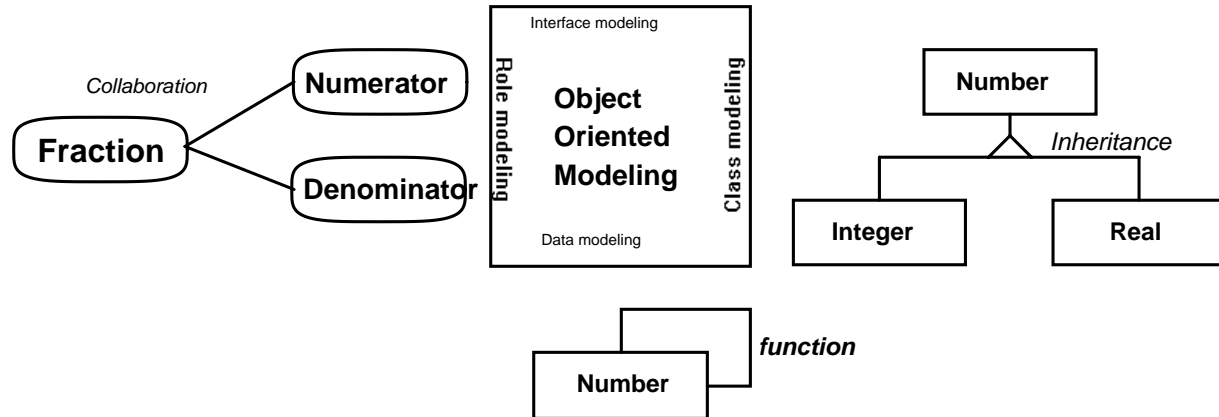 Collaboration
Fraction
Numerator
Denominator
Interface modeling
Role modeling
Object
Oriented
Modeling
Class modeling
Data modeling
Number
Inheritance
Integer
Real
function
Number